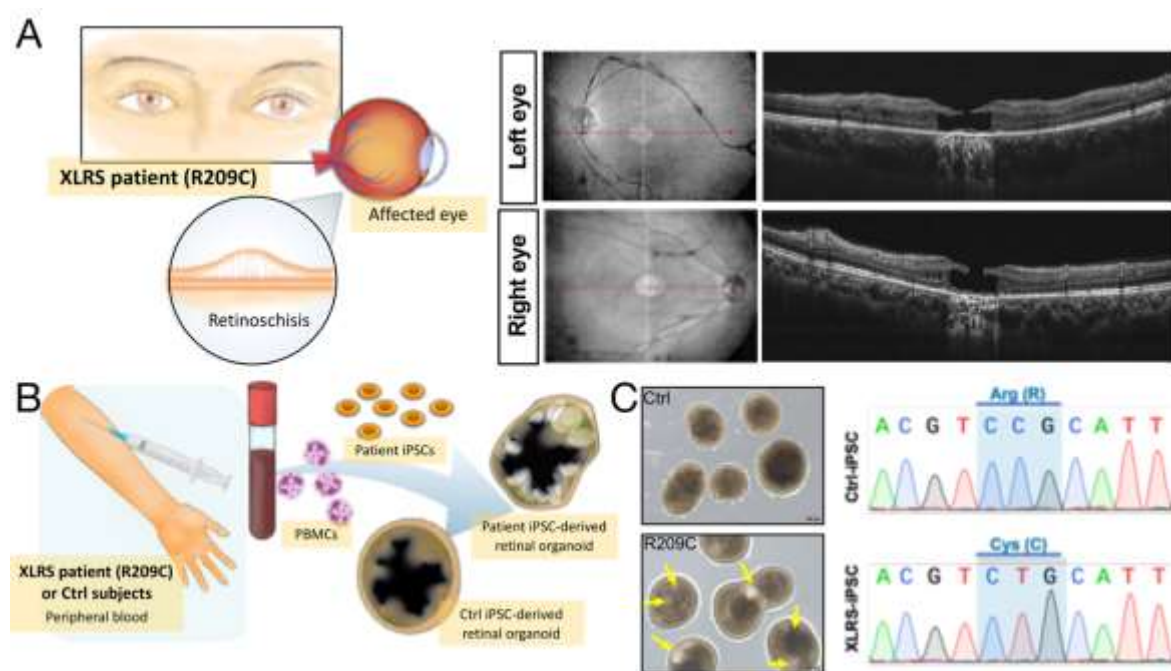 A
XLRS patient (R209C)
Affected eye
Retinoschisis
Left eye
Right eye
B
XLRS patient (R209C)
or Ctrl subjects
Peripheral blood
PBMCs
Patient iPSCs
Patient iPSC-derived
retinal organoid
Ctrl iPSC-derived
retinal organoid
C
Ctrl
R209C
Ctrl-iPSC
Arg (R)
A C G T C C G C A T T
XLRS-iPSC
Cys (C)
A C G T C T G C A T T